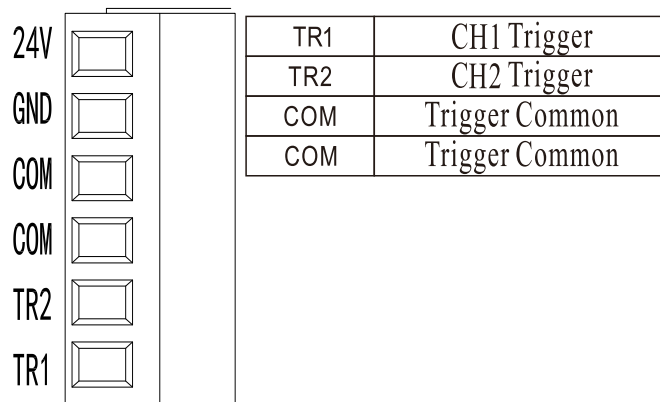 24V
GND
COM
COM
TR2
TR1
TR1 CH1 Trigger
TR2 CH2 Trigger
COM Trigger Common
COM Trigger Common